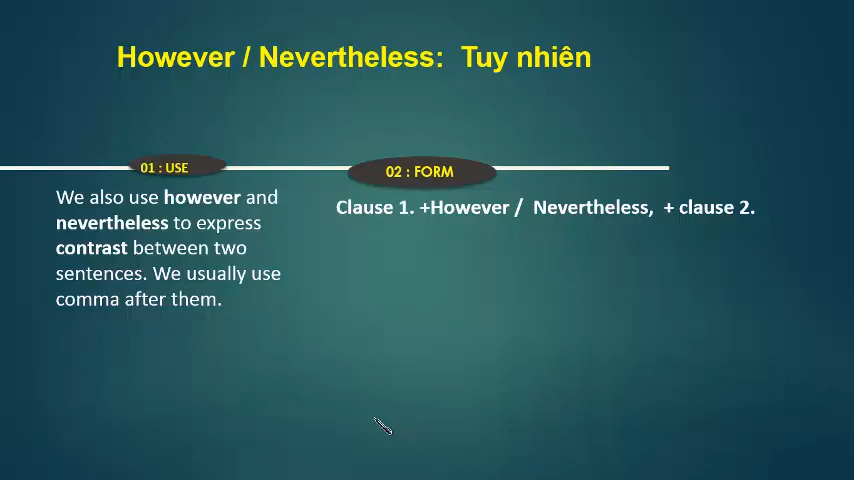 However / Nevertheless: Tuy nhiên
01 : USE
We also use however and
nevertheless to express
contrast between two
sentences. We usually use
comma after them.
02 : FORM
Clause 1. +However / Nevertheless, + clause 2.